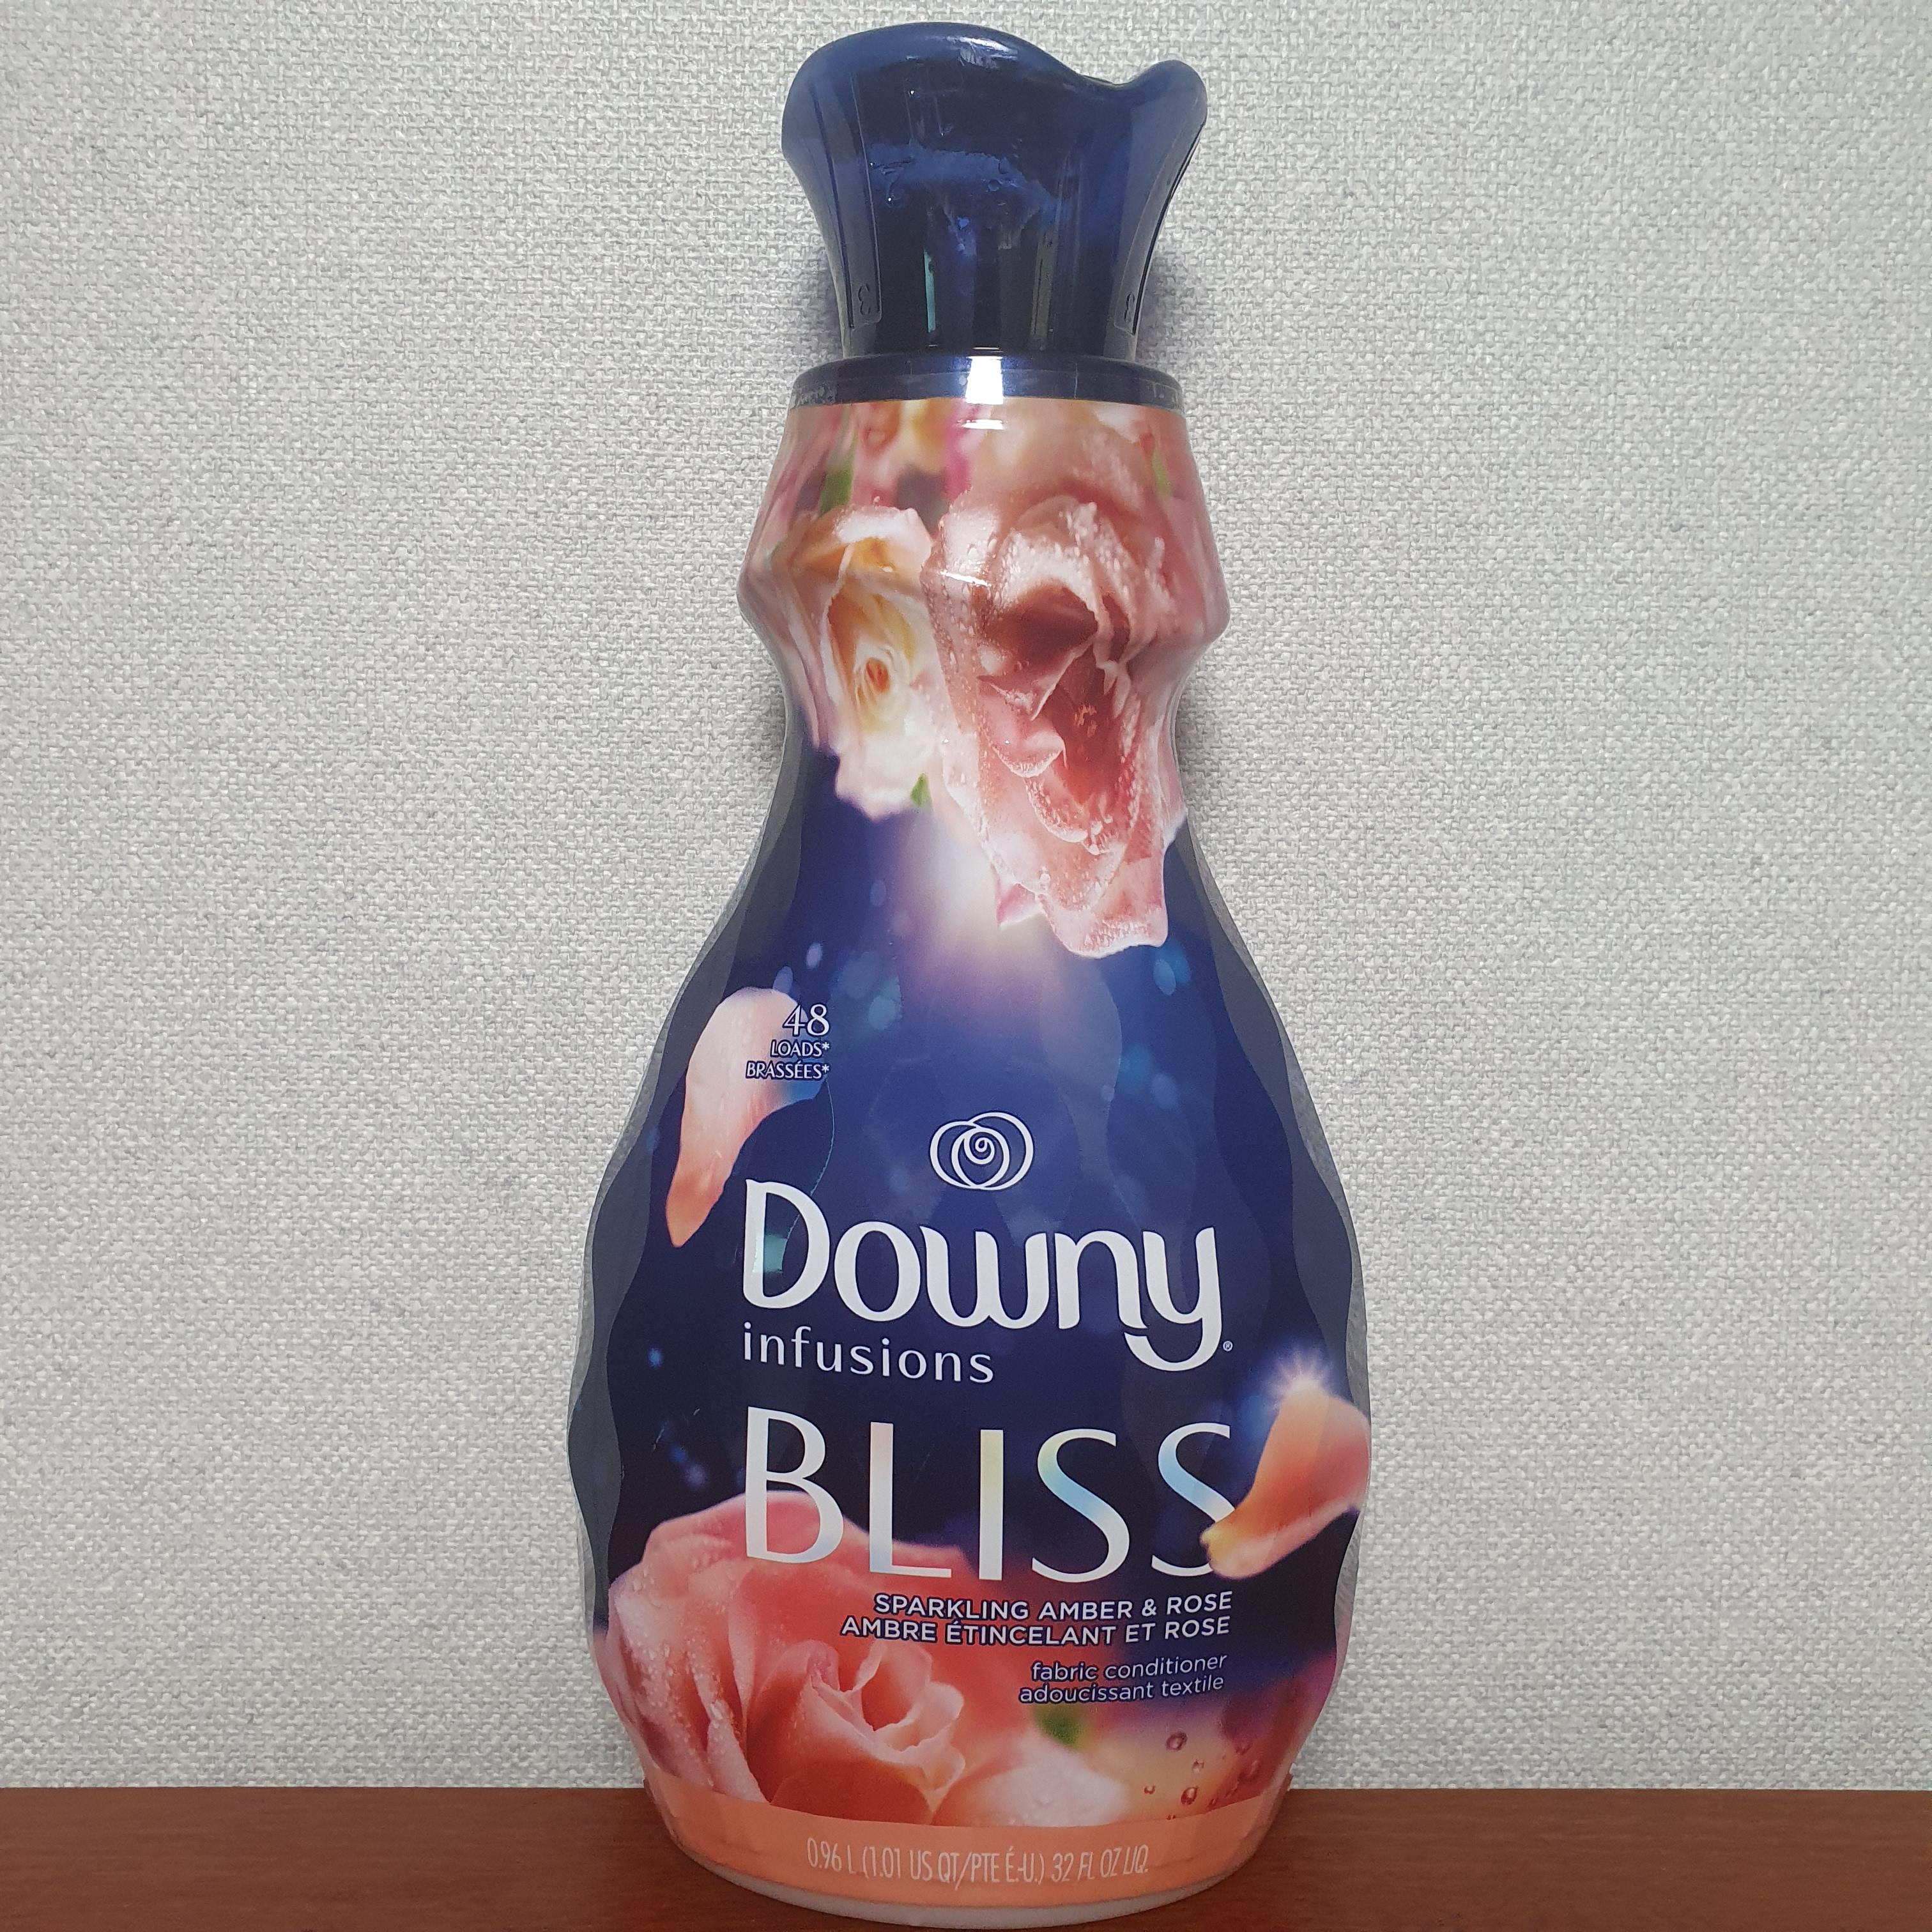 48
LOADS*
BRASSÉES*
Downy®
infusions
BLISS
SPARKLING AMBER & ROSE
AMBRE ÉTINCELANT ET ROSE
fabric conditioner
adoucissant textile
0.96 L (1.01 US QT/PTE É.-U.) 32 FL OZ LIQ.